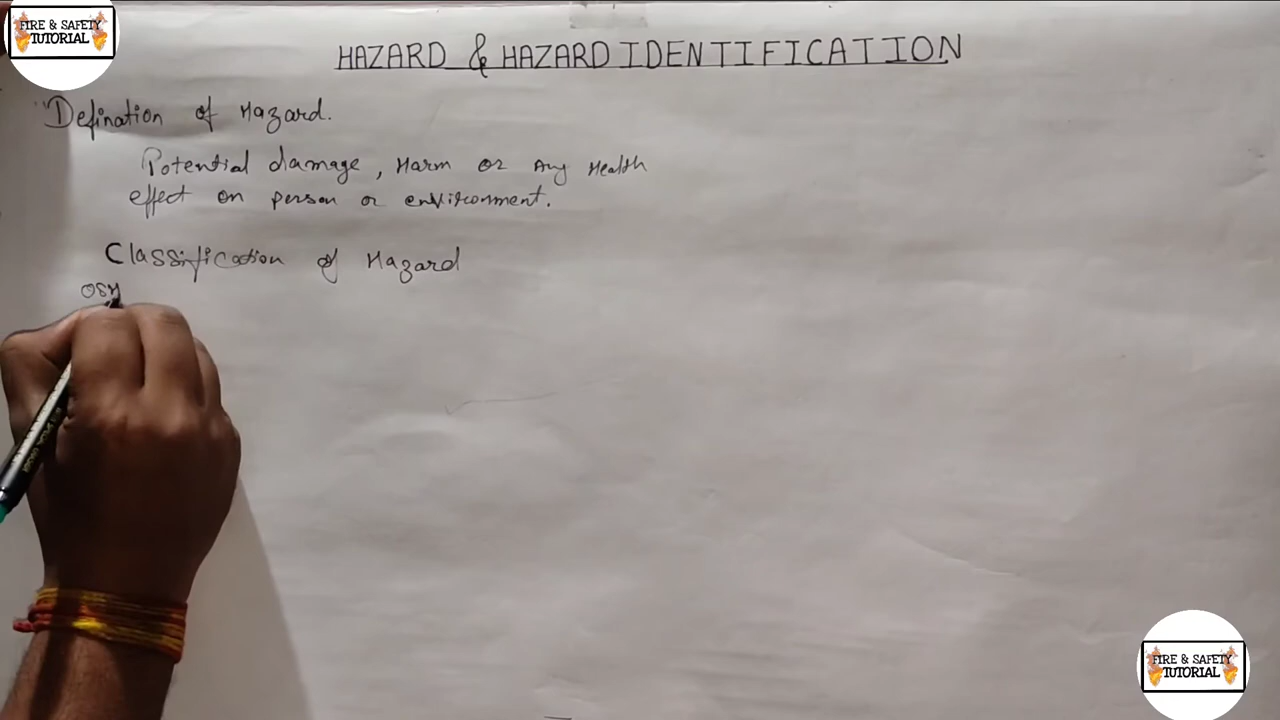 FIRE & SAFETY
TUTORIAL
HAZARD & HAZARD IDENTIFICATION
"Defination of Hazard.
Potential damage, Harm or Any Health
effect on person or environment.
Classification of Hazard
OSH
FIRE & SAFETY
TUTORIAL